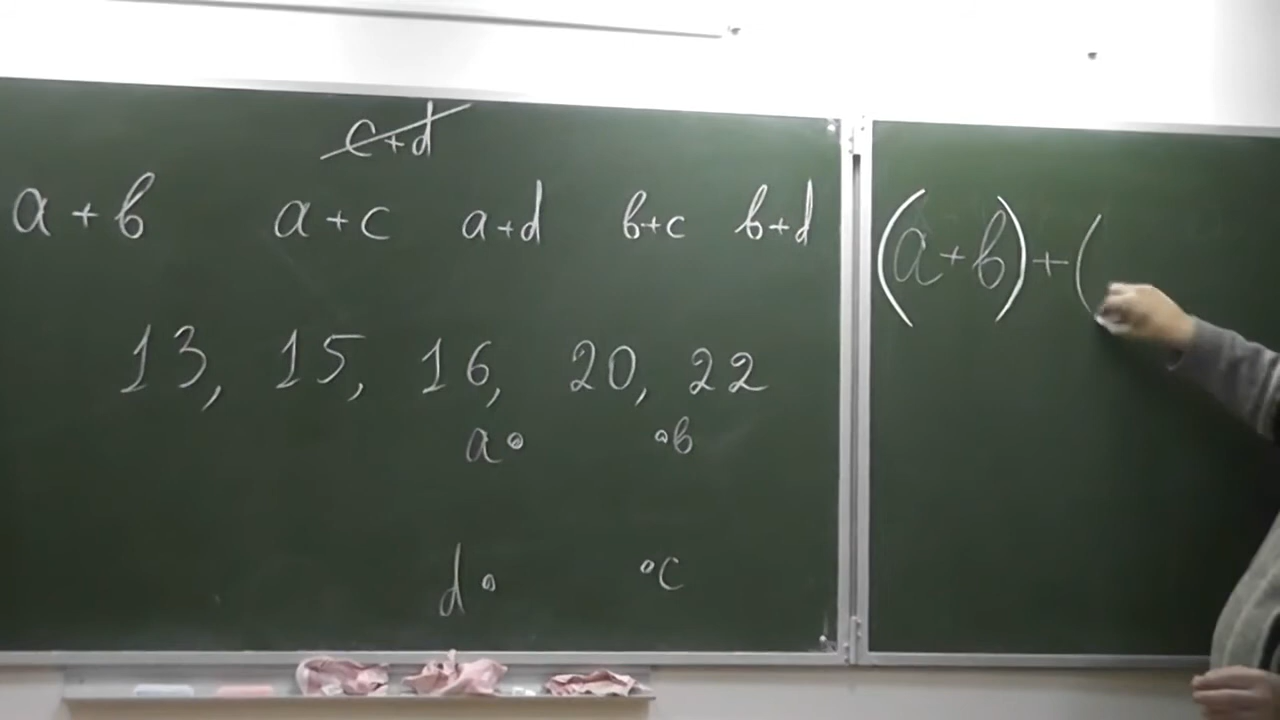 c+d
a+b a+c a+d b+c b+d
13, 15, 16, 20, 22
a b
d c
(a+b)+(